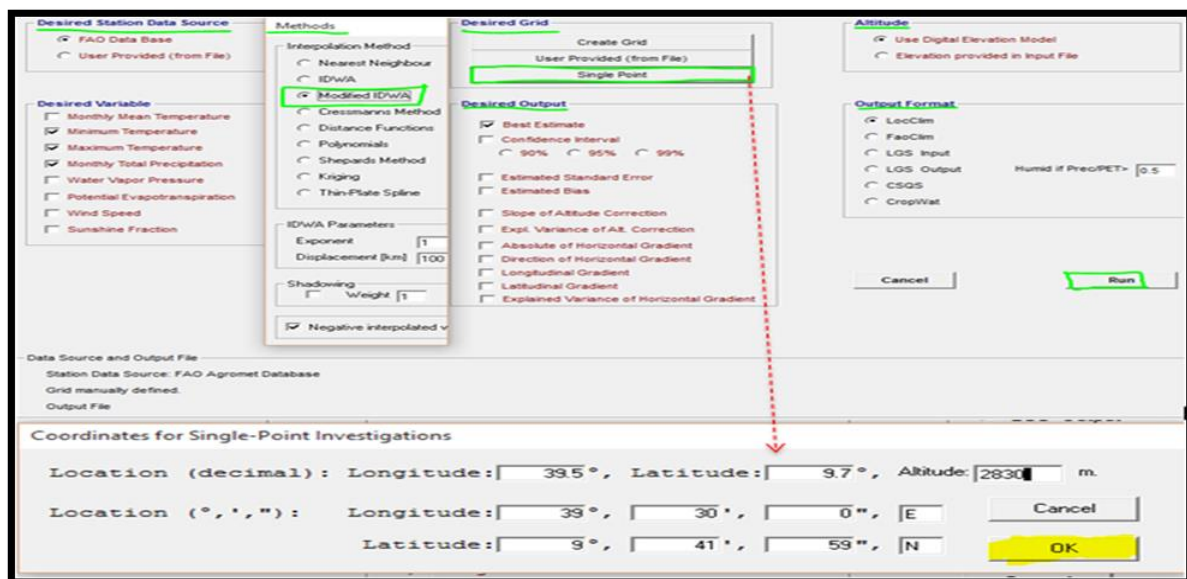 Desired Station Data Source
FAO Data Base
User Provided (from File)
Desired Variable
Monthly Mean Temperature
Minimum Temperature
Maximum Temperature
Monthly Total Precipitation
Water Vapor Pressure
Potential Evapotranspiration
Wind Speed
Sunshine Fraction
Methods
Interpolation Method
Nearest Neighbour
IDWA
Modified IDWA
Cressmanns Method
Distance Functions
Polynomials
Shepards Method
Kriging
Thin-Plate Spline
IDWA Parameters
Exponent 1
Displacement [km] 100
Shadowing
Weight 1
Negative interpolated v
Desired Grid
Create Grid
User Provided (from File)
Single Point
Desired Output
Best Estimate
Confidence Interval
90% 95% 99%
Estimated Standard Error
Estimated Bias
Slope of Altitude Correction
Expl. Variance of Alt. Correction
Absolute of Horizontal Gradient
Direction of Horizontal Gradient
Longitudinal Gradient
Latitudinal Gradient
Explained Variance of Horizontal Gradient
Altitude
Use Digital Elevation Model
Elevation provided in Input File
Output Format
LocClim
FaoClim
LGS Input
LGS Output Humid if Prec/PET> 0.5
CSQS
CropWat
Cancel Run
Data Source and Output File
Station Data Source: FAO Agromet Database
Grid manually defined.
Output File
Coordinates for Single-Point Investigations
Location (decimal): Longitude: 39.5°, Latitude: 9.7°, Altitude: 2830 m.
Location (°,',"): Longitude: 39°, 30', 0", E Cancel
Latitude: 9°, 41', 59", N OK